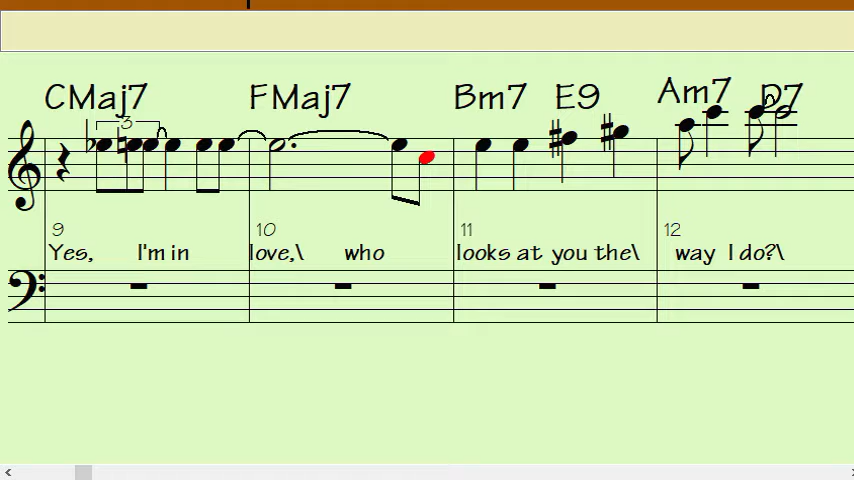 CMaj7 FMaj7 Bm7 E9 Am7 D7
3
9 10 11 12
Yes, I'm in love,\ who looks at you the\ way I do?\